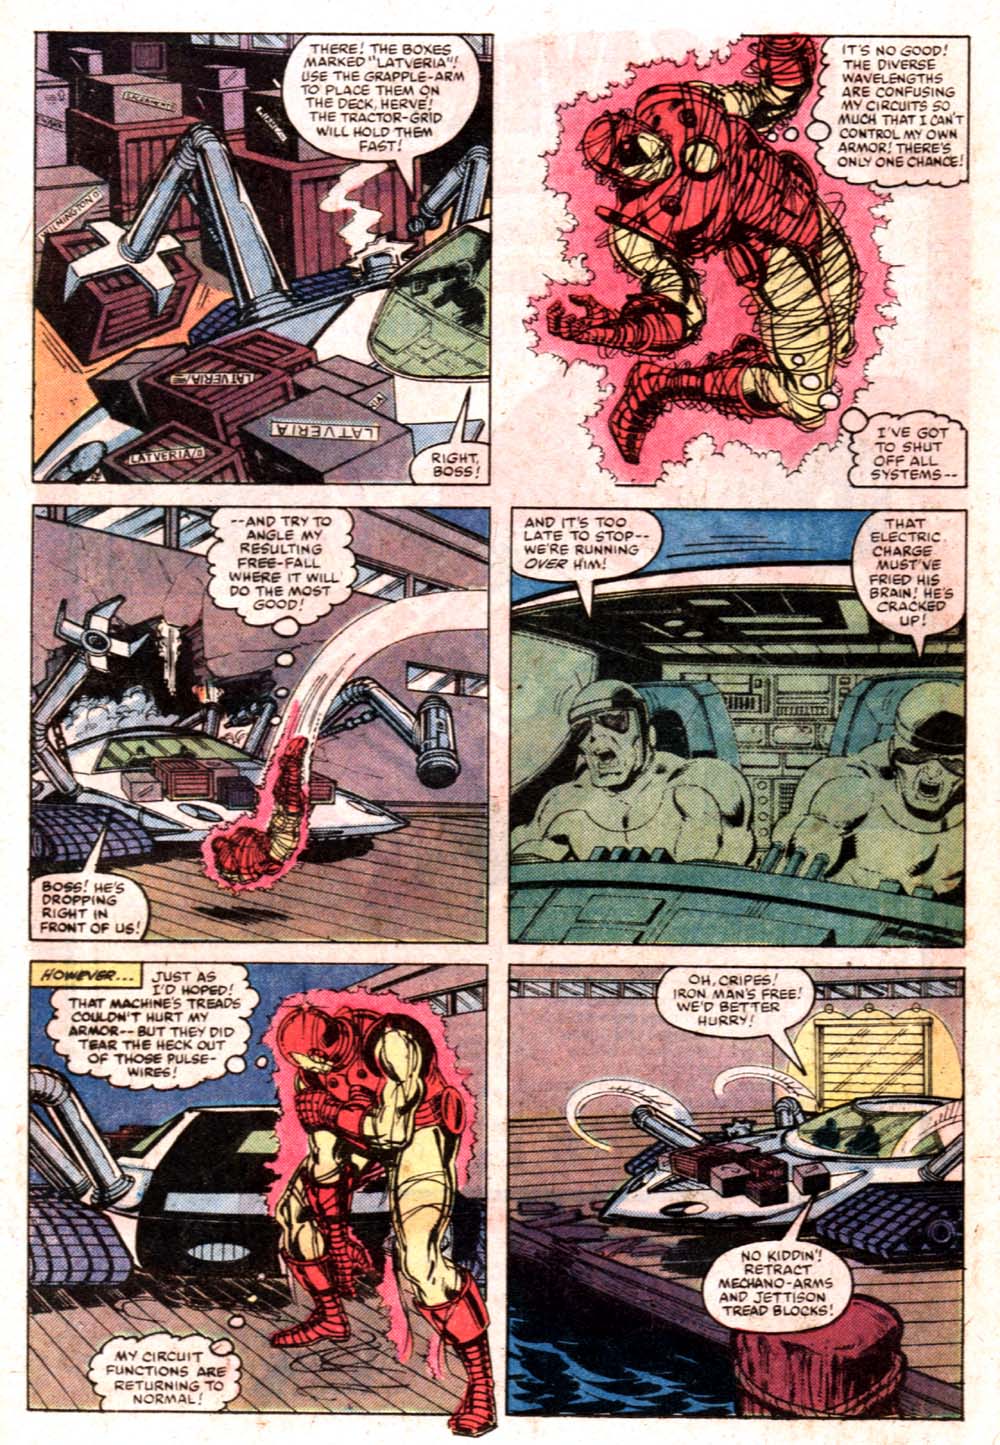 THERE! THE BOXES
MARKED "LATVERIA"!
USE THE GRAPPLE-ARM
TO PLACE THEM ON
THE DECK, HERVE!
THE TRACTOR-GRID
WILL HOLD THEM
FAST!
SACRAMENTO
WILMINGTON
LATVERIA/
LATVERIA
LATVERIA/B
RIGHT,
BOSS!
IT'S NO GOOD!
THE DIVERSE
WAVELENGTHS
ARE CONFUSING
MY CIRCUITS SO
MUCH THAT I CAN'T
CONTROL MY OWN
ARMOR! THERE'S
ONLY ONE CHANCE!
I'VE GOT
TO SHUT
OFF ALL
SYSTEMS--
--AND TRY TO
ANGLE MY
RESULTING
FREE-FALL
WHERE IT WILL
DO THE MOST
GOOD!
BOSS! HE'S
DROPPING
RIGHT IN
FRONT OF US!
AND IT'S TOO
LATE TO STOP--
WE'RE RUNNING
OVER HIM!
THAT
ELECTRIC
CHARGE
MUST'VE
FRIED HIS
BRAIN! HE'S
CRACKED
UP!
HOWEVER...
JUST AS
I'D HOPED!
THAT MACHINE'S TREADS
COULDN'T HURT MY
ARMOR--BUT THEY DID
TEAR THE HECK OUT
OF THOSE PULSE-
WIRES!
MY CIRCUIT
FUNCTIONS ARE
RETURNING TO
NORMAL!
OH, CRIPES!
IRON MAN'S FREE!
WE'D BETTER
HURRY!
NO KIDDIN'!
RETRACT
MECHANO-ARMS
AND JETTISON
TREAD BLOCKS!